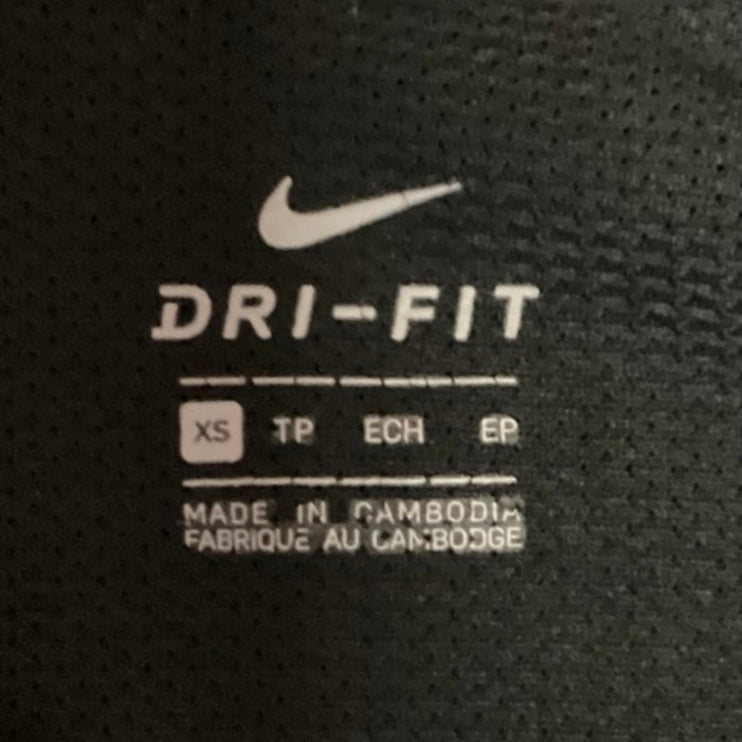 DRI-FIT
XS TP ECH EP
MADE IN CAMBODIA
FABRIQUE AU CAMBODGE